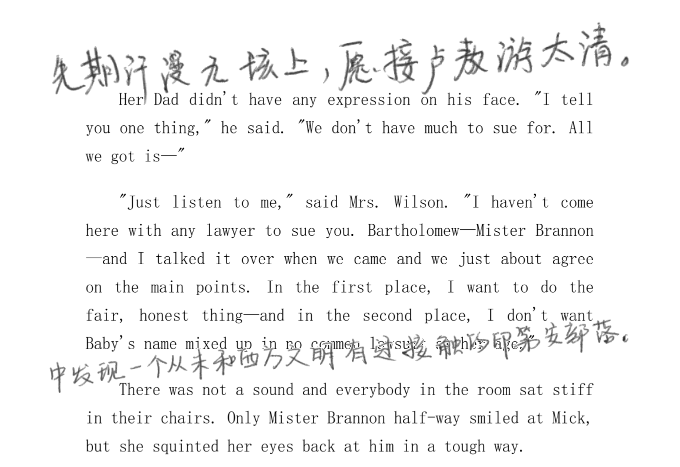 先期汗漫九垓上，愿接卢敖游太清。
Her Dad didn't have any expression on his face. "I tell
you one thing," he said. "We don't have much to sue for. All
we got is—"
"Just listen to me," said Mrs. Wilson. "I haven't come
here with any lawyer to sue you. Bartholomew—Mister Brannon
—and I talked it over when we came and we just about agree
on the main points. In the first place, I want to do the
fair, honest thing—and in the second place, I don't want
Baby's name mixed up in no common lawsuit at her age."
中发现一个从未和西方文明有过接触的印第安部落。
There was not a sound and everybody in the room sat stiff
in their chairs. Only Mister Brannon half-way smiled at Mick,
but she squinted her eyes back at him in a tough way.